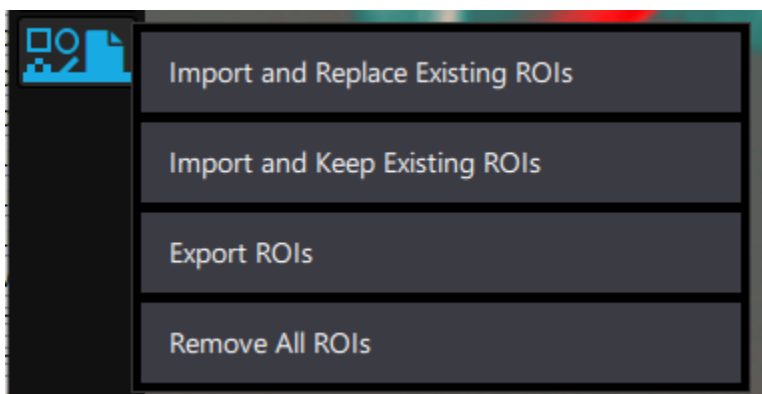 Import and Replace Existing ROIs
Import and Keep Existing ROIs
Export ROIs
Remove All ROIs